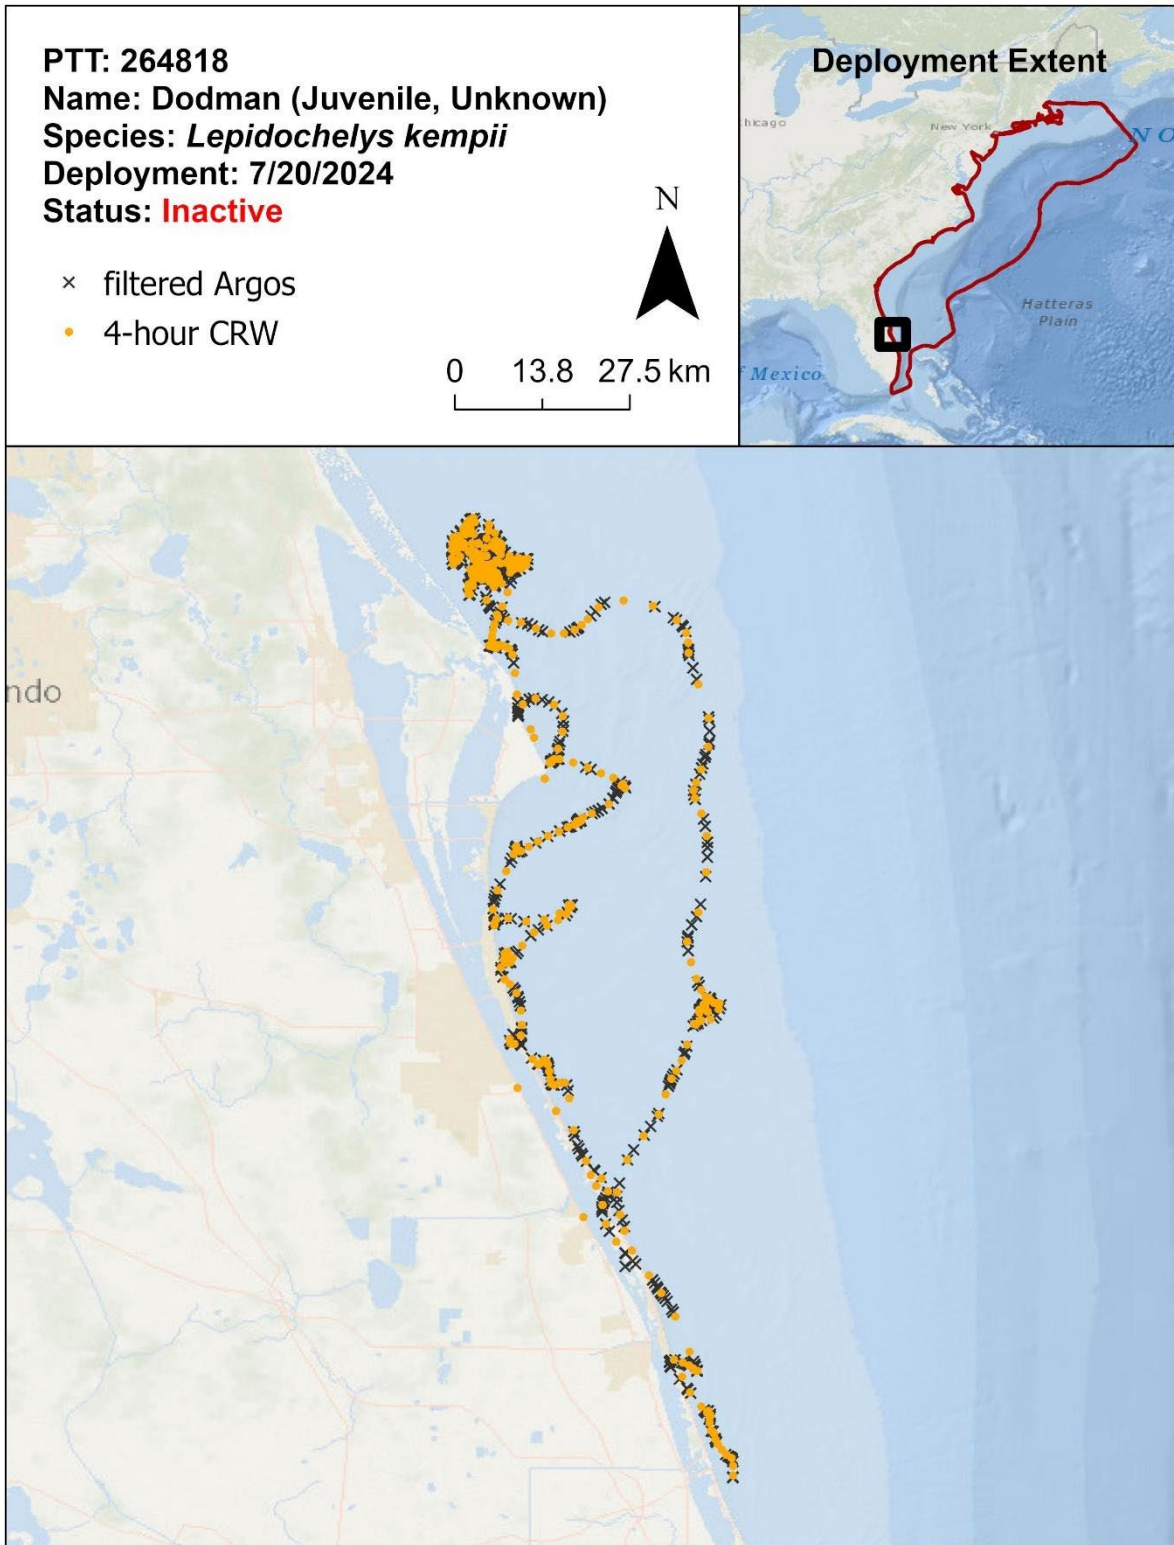 PTT: 264818
Name: Dodman (Juvenile, Unknown)
Species: Lepidochelys kempii
Deployment: 7/20/2024
Status: Inactive
N
× filtered Argos
4-hour CRW
0 13.8 27.5 km
Deployment Extent
hicago
New York
N O
Hatteras
Plain
Mexico
ndo